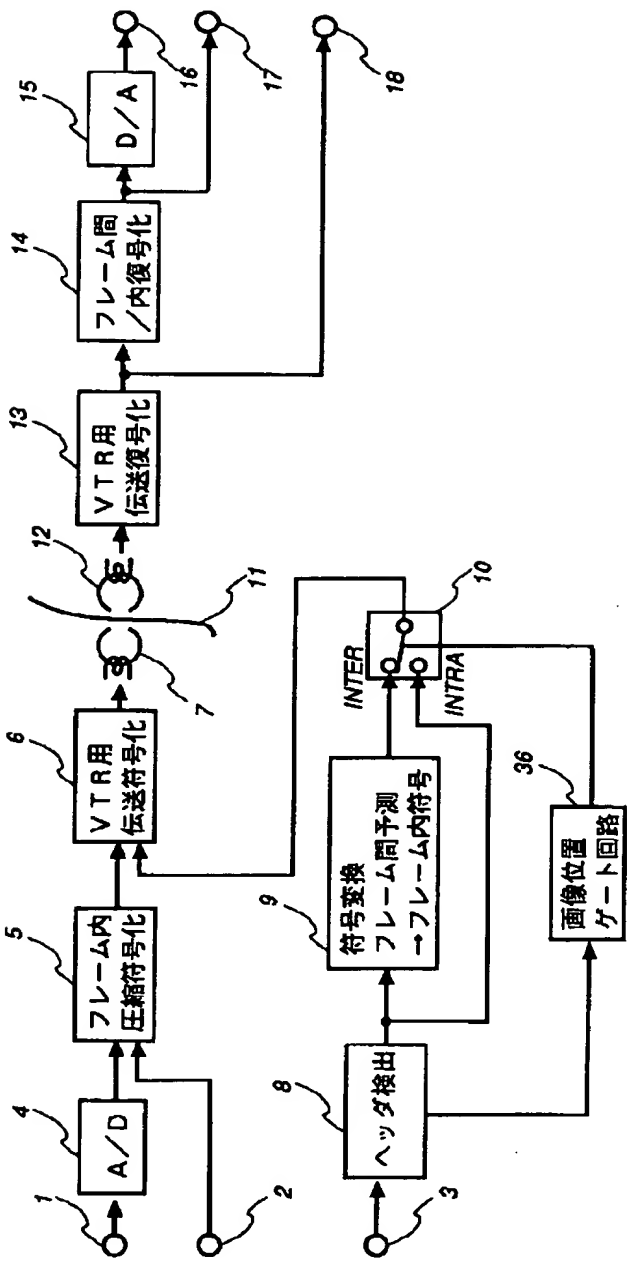 1
4
A/D
2
5
フレーム内
圧縮符号化
6
VTR用
伝送符号化
7
12
11
13
VTR用
伝送復号化
14
フレーム間
/内復号化
15
D/A
16
17
18
3
8
ヘッダ検出
9
符号変換
フレーム間予測
→フレーム内符号
INTER
INTRA
10
36
画像位置
ゲート回路